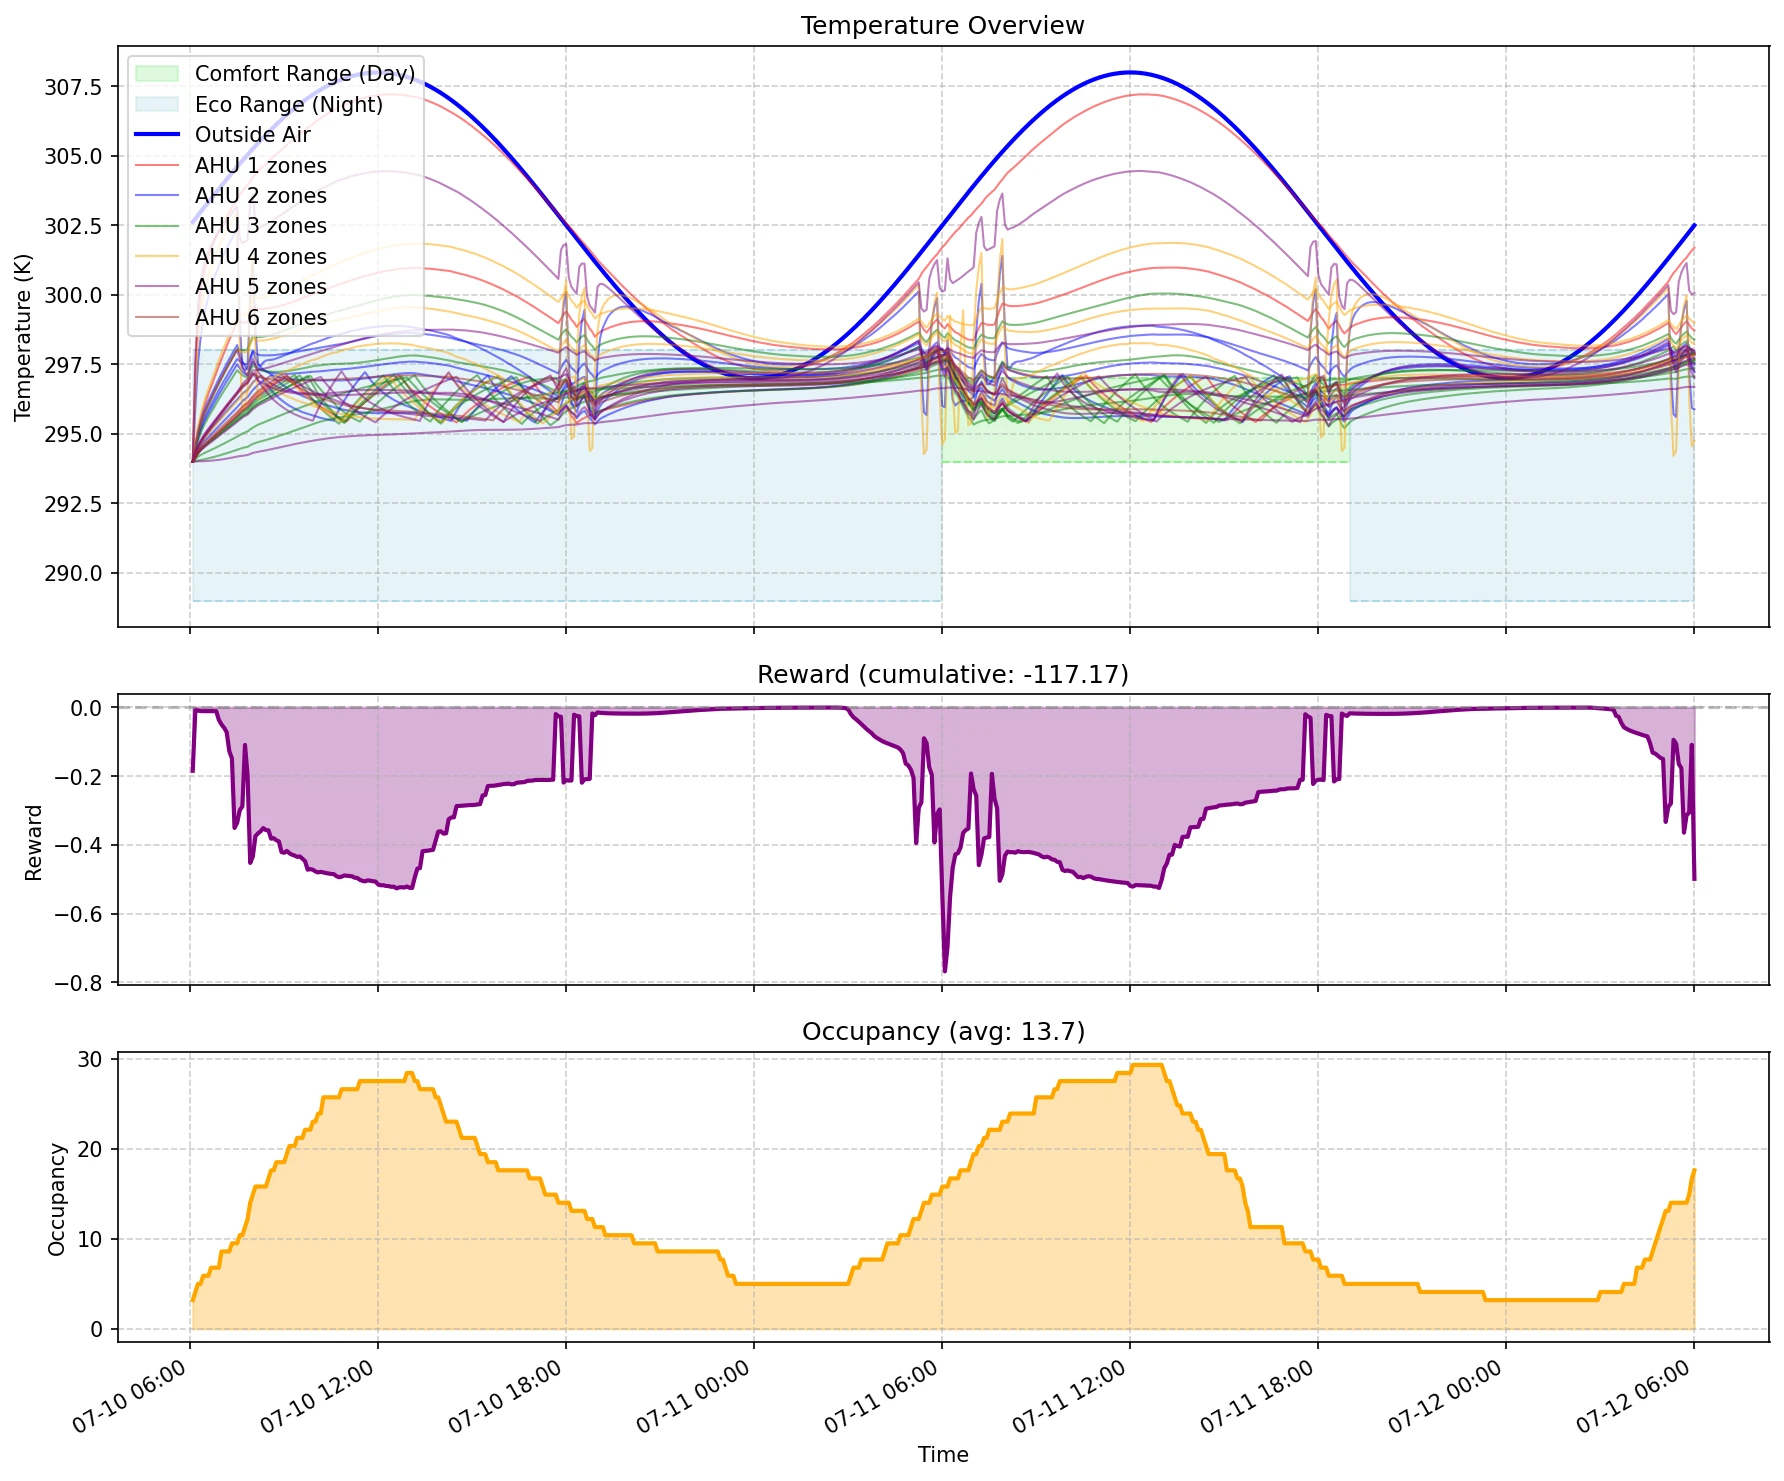 Temperature Overview
Temperature (K)
307.5
305.0
302.5
300.0
297.5
295.0
292.5
290.0
Comfort Range (Day)
Eco Range (Night)
Outside Air
AHU 1 zones
AHU 2 zones
AHU 3 zones
AHU 4 zones
AHU 5 zones
AHU 6 zones
Reward (cumulative: -117.17)
Reward
0.0
−0.2
−0.4
−0.6
−0.8
Occupancy (avg: 13.7)
Occupancy
30
20
10
0
07-10 06:00
07-10 12:00
07-10 18:00
07-11 00:00
07-11 06:00
07-11 12:00
07-11 18:00
07-12 00:00
07-12 06:00
Time